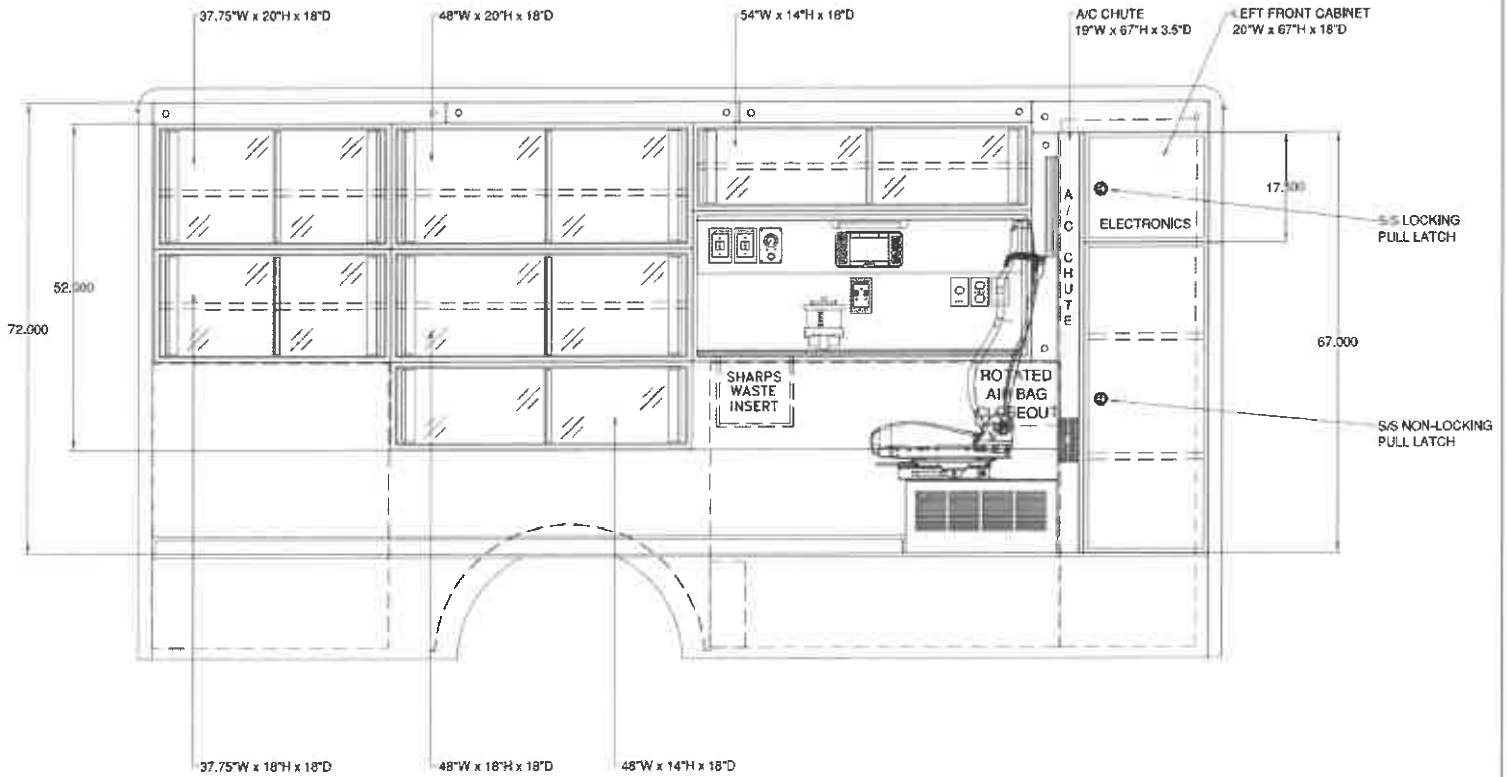 37.75"W x 20"H x 18"D
48"W x 20"H x 18"D
54"W x 14"H x 18"D
A/C CHUTE
19"W x 67"H x 3.5"D
LEFT FRONT CABINET
20"W x 67"H x 18"D
A/C CHUTE
17.500
ELECTRONICS
S/S LOCKING
PULL LATCH
52.000
72.000
67.000
SHARPS
WASTE
INSERT
ROTATED
AIRBAG
CLOSEOUT
S/S NON-LOCKING
PULL LATCH
37.75"W x 18"H x 18"D
48"W x 18"H x 18"D
48"W x 14"H x 18"D